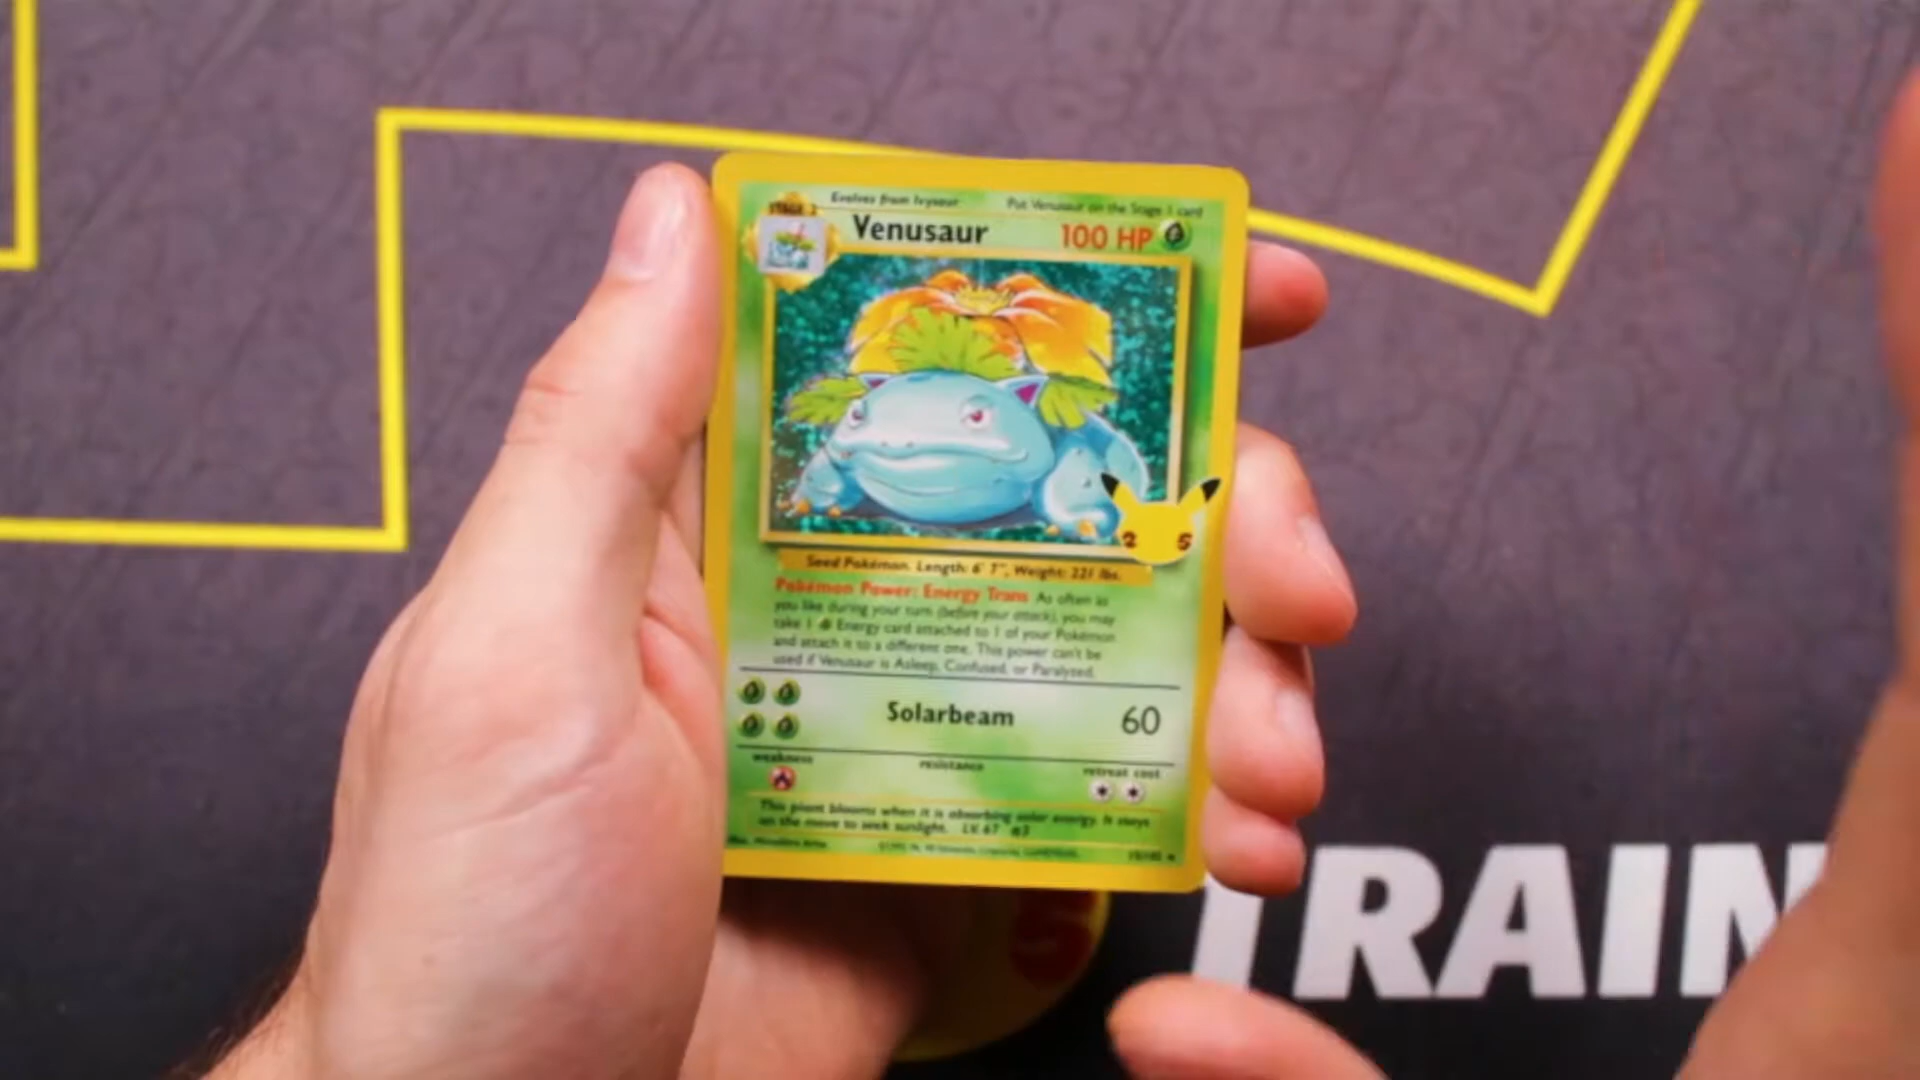 Evolves from Ivysaur
Put Venusaur on the Stage 1 card
STAGE 2
Venusaur
100 HP
2 5
Seed Pokémon. Length: 6' 7", Weight: 221 lbs.
Pokémon Power: Energy Trans As often as
you like during your turn (before your attack), you may
take 1 Energy card attached to 1 of your Pokémon
and attach it to a different one. This power can't be
used if Venusaur is Asleep, Confused, or Paralyzed.
Solarbeam
60
weakness
resistance
retreat cost
This plant blooms when it is absorbing solar energy. It stays
on the move to seek sunlight. LV. 67 #3
5
TRAIN